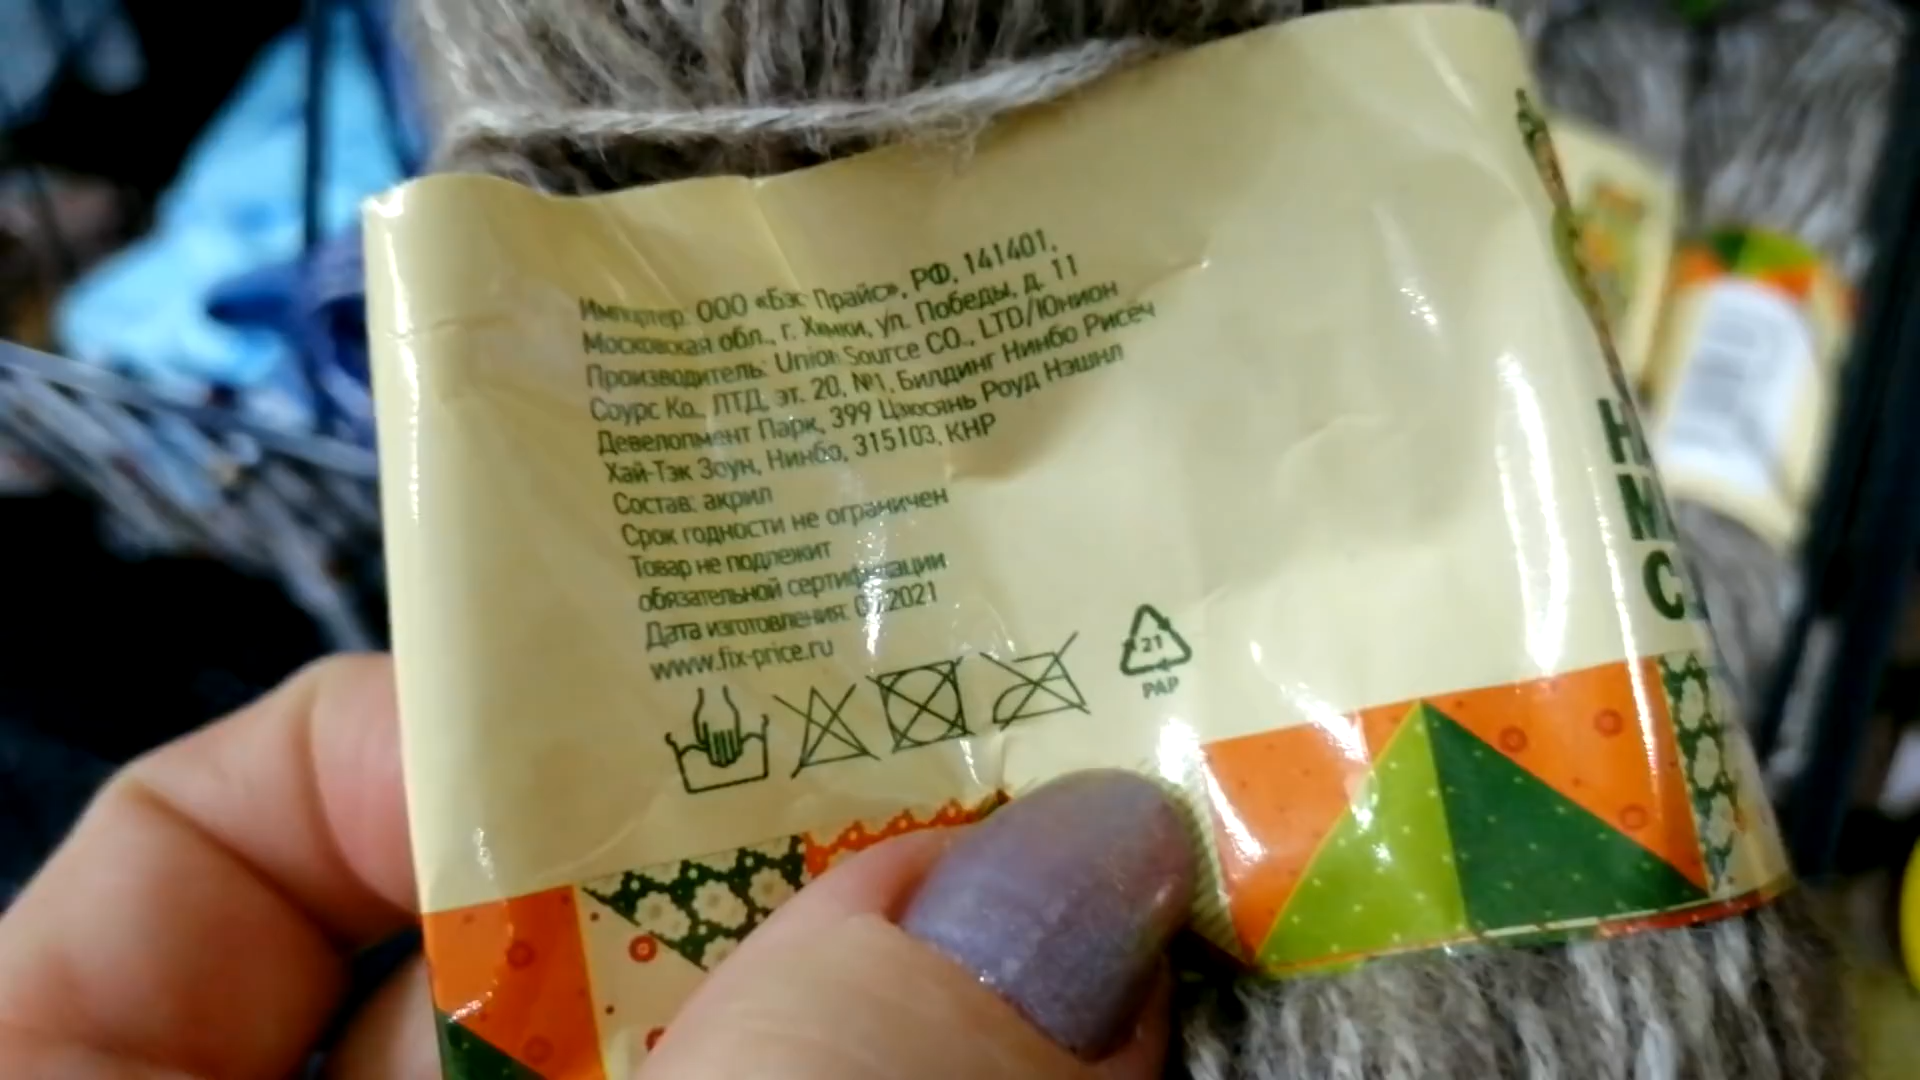 Импортер: ООО «Бэст Прайс», РФ, 141401,
Московская обл., г. Химки, ул. Победы, д. 11
Производитель: Union Source CO., LTD/Юнион
Соурс Ко., ЛТД, эт. 20, №1, Билдинг Нинбо Рисеч
Девелопмент Парк, 399 Цзюсянь Роуд Нэшнл
Хай-Тэк Зоун, Нинбо, 315103, КНР
Состав: акрил
Срок годности не ограничен
Товар не подлежит
обязательной сертификации
Дата изготовления: 2021
www.fix-price.ru
21
PAP